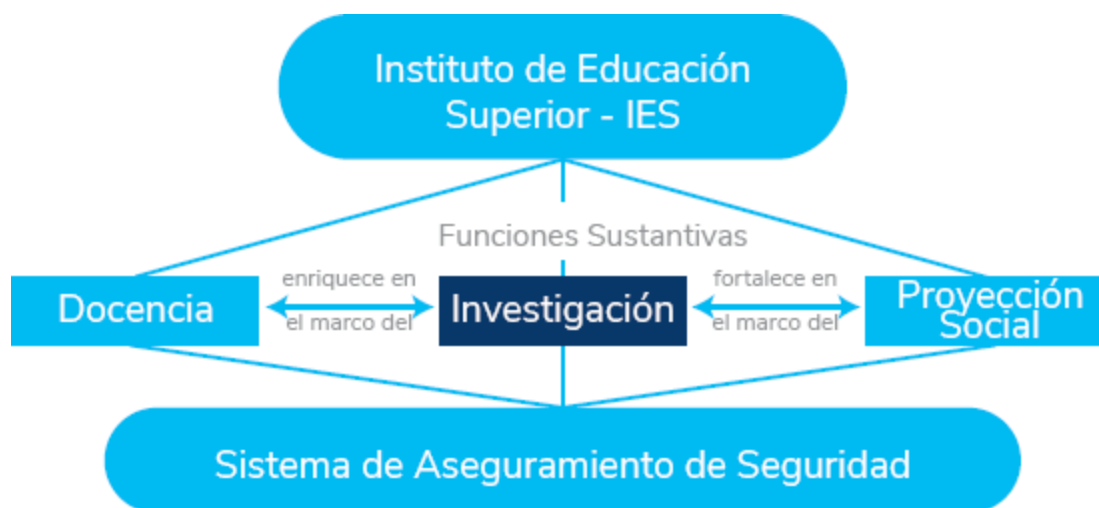 Instituto de Educación
Superior - IES
Funciones Sustantivas
enriquece en
el marco del
fortalece en
el marco del
Docencia
Investigación
Proyección
Social
Sistema de Aseguramiento de Seguridad